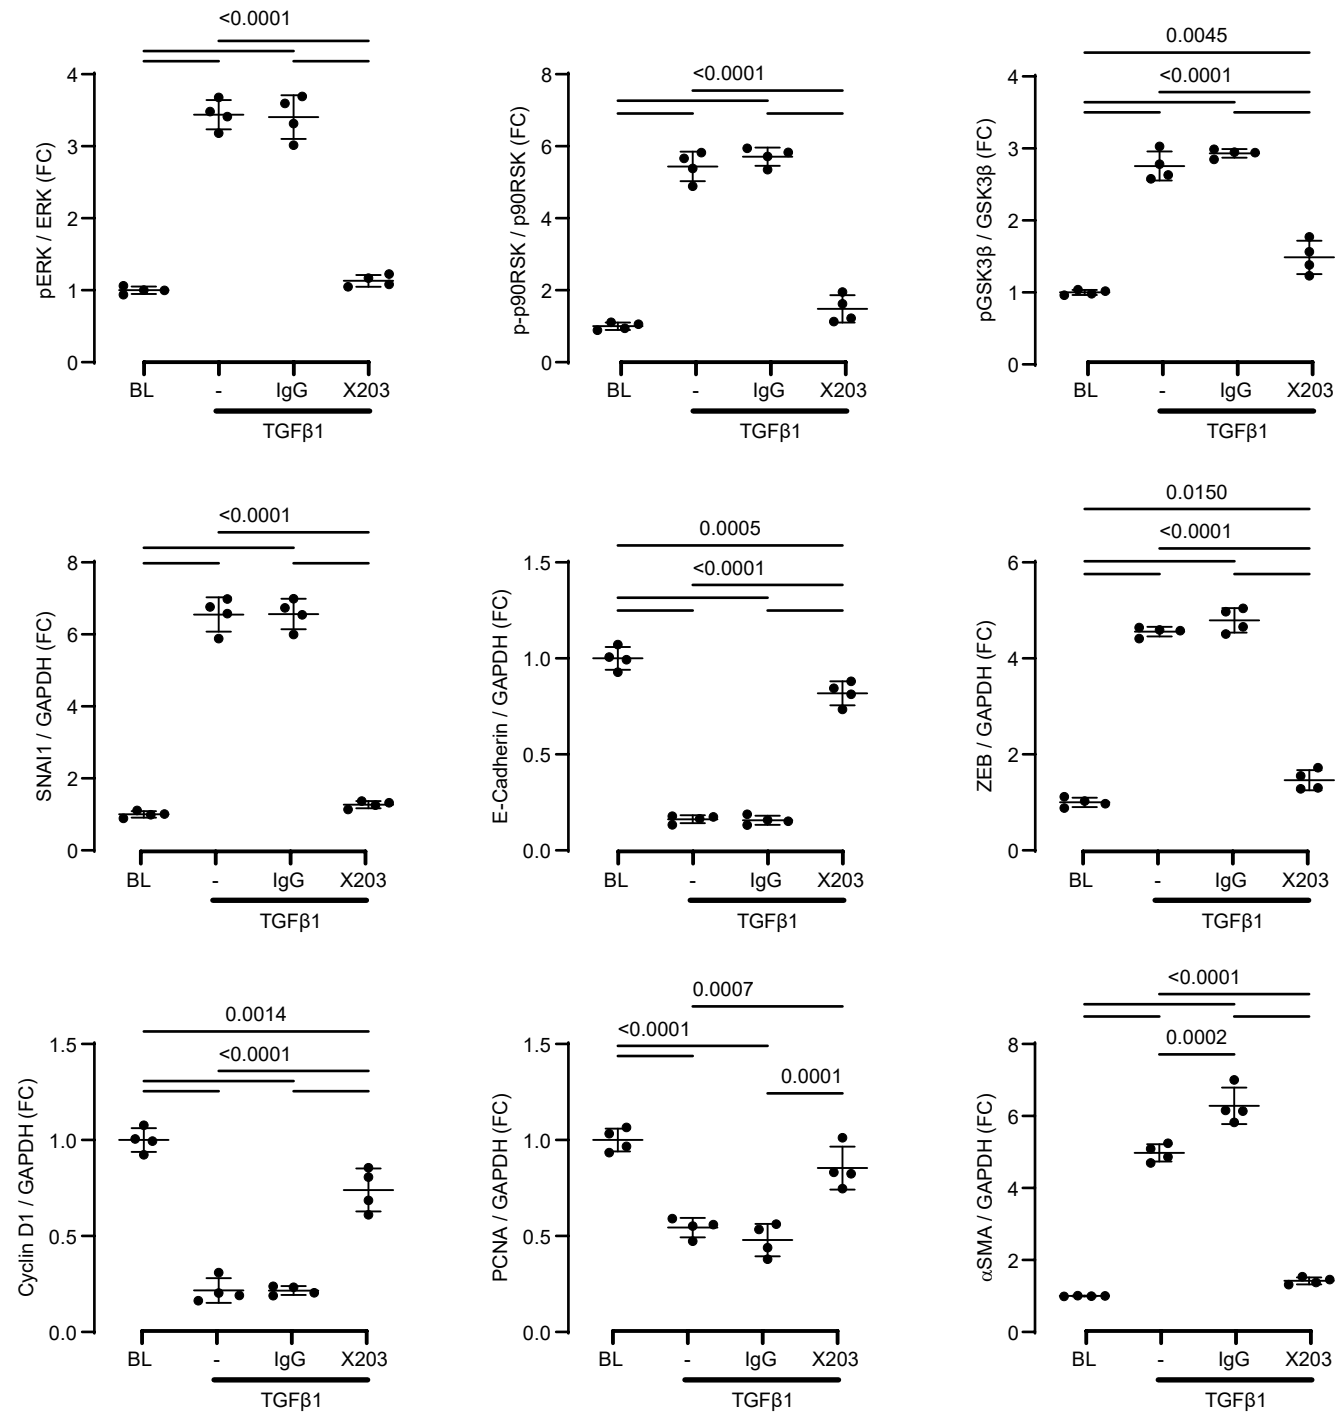 <0.0001
pERK / ERK (FC)
4
3
2
1
0
BL - IgG X203
TGFβ1
<0.0001
p-p90RSK / p90RSK (FC)
8
6
4
2
0
BL - IgG X203
TGFβ1
0.0045
<0.0001
pGSK3β / GSK3β (FC)
4
3
2
1
0
BL - IgG X203
TGFβ1
<0.0001
SNAI1 / GAPDH (FC)
8
6
4
2
0
BL - IgG X203
TGFβ1
0.0005
<0.0001
E-Cadherin / GAPDH (FC)
1.5
1.0
0.5
0.0
BL - IgG X203
TGFβ1
0.0150
<0.0001
ZEB / GAPDH (FC)
6
4
2
0
BL - IgG X203
TGFβ1
0.0014
<0.0001
Cyclin D1 / GAPDH (FC)
1.5
1.0
0.5
0.0
BL - IgG X203
TGFβ1
0.0007
<0.0001
0.0001
PCNA / GAPDH (FC)
1.5
1.0
0.5
0.0
BL - IgG X203
TGFβ1
<0.0001
0.0002
αSMA / GAPDH (FC)
8
6
4
2
0
BL - IgG X203
TGFβ1